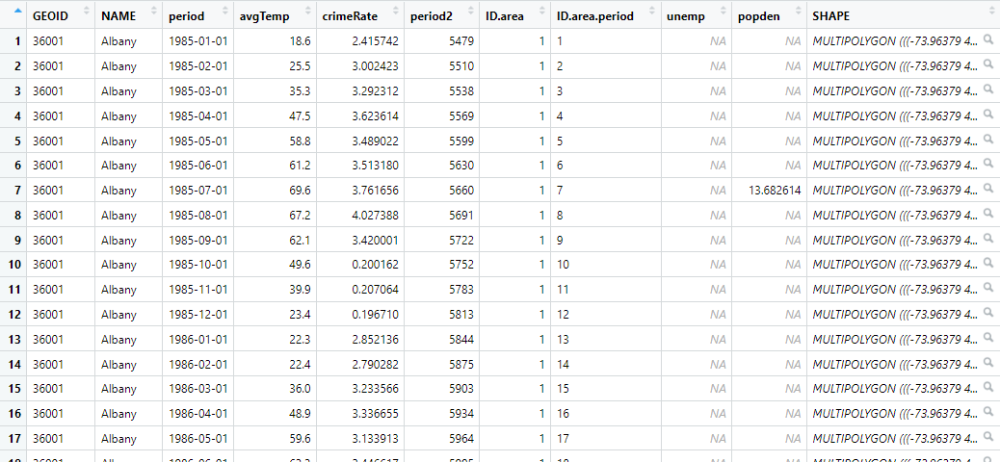 GEOID NAME period avgTemp crimeRate period2 ID.area ID.area.period unemp popden SHAPE
1 36001 Albany 1985-01-01 18.6 2.415742 5479 1 1 NA NA MULTIPOLYGON (((-73.96379 4...
2 36001 Albany 1985-02-01 25.5 3.002423 5510 1 2 NA NA MULTIPOLYGON (((-73.96379 4...
3 36001 Albany 1985-03-01 35.3 3.292312 5538 1 3 NA NA MULTIPOLYGON (((-73.96379 4...
4 36001 Albany 1985-04-01 47.5 3.623614 5569 1 4 NA NA MULTIPOLYGON (((-73.96379 4...
5 36001 Albany 1985-05-01 58.8 3.489022 5599 1 5 NA NA MULTIPOLYGON (((-73.96379 4...
6 36001 Albany 1985-06-01 61.2 3.513180 5630 1 6 NA NA MULTIPOLYGON (((-73.96379 4...
7 36001 Albany 1985-07-01 69.6 3.761656 5660 1 7 NA 13.682614 MULTIPOLYGON (((-73.96379 4...
8 36001 Albany 1985-08-01 67.2 4.027388 5691 1 8 NA NA MULTIPOLYGON (((-73.96379 4...
9 36001 Albany 1985-09-01 62.1 3.420001 5722 1 9 NA NA MULTIPOLYGON (((-73.96379 4...
10 36001 Albany 1985-10-01 49.6 0.200162 5752 1 10 NA NA MULTIPOLYGON (((-73.96379 4...
11 36001 Albany 1985-11-01 39.9 0.207064 5783 1 11 NA NA MULTIPOLYGON (((-73.96379 4...
12 36001 Albany 1985-12-01 23.4 0.196710 5813 1 12 NA NA MULTIPOLYGON (((-73.96379 4...
13 36001 Albany 1986-01-01 22.3 2.852136 5844 1 13 NA NA MULTIPOLYGON (((-73.96379 4...
14 36001 Albany 1986-02-01 22.4 2.790282 5875 1 14 NA NA MULTIPOLYGON (((-73.96379 4...
15 36001 Albany 1986-03-01 36.0 3.233566 5903 1 15 NA NA MULTIPOLYGON (((-73.96379 4...
16 36001 Albany 1986-04-01 48.9 3.336655 5934 1 16 NA NA MULTIPOLYGON (((-73.96379 4...
17 36001 Albany 1986-05-01 59.6 3.133913 5964 1 17 NA NA MULTIPOLYGON (((-73.96379 4...